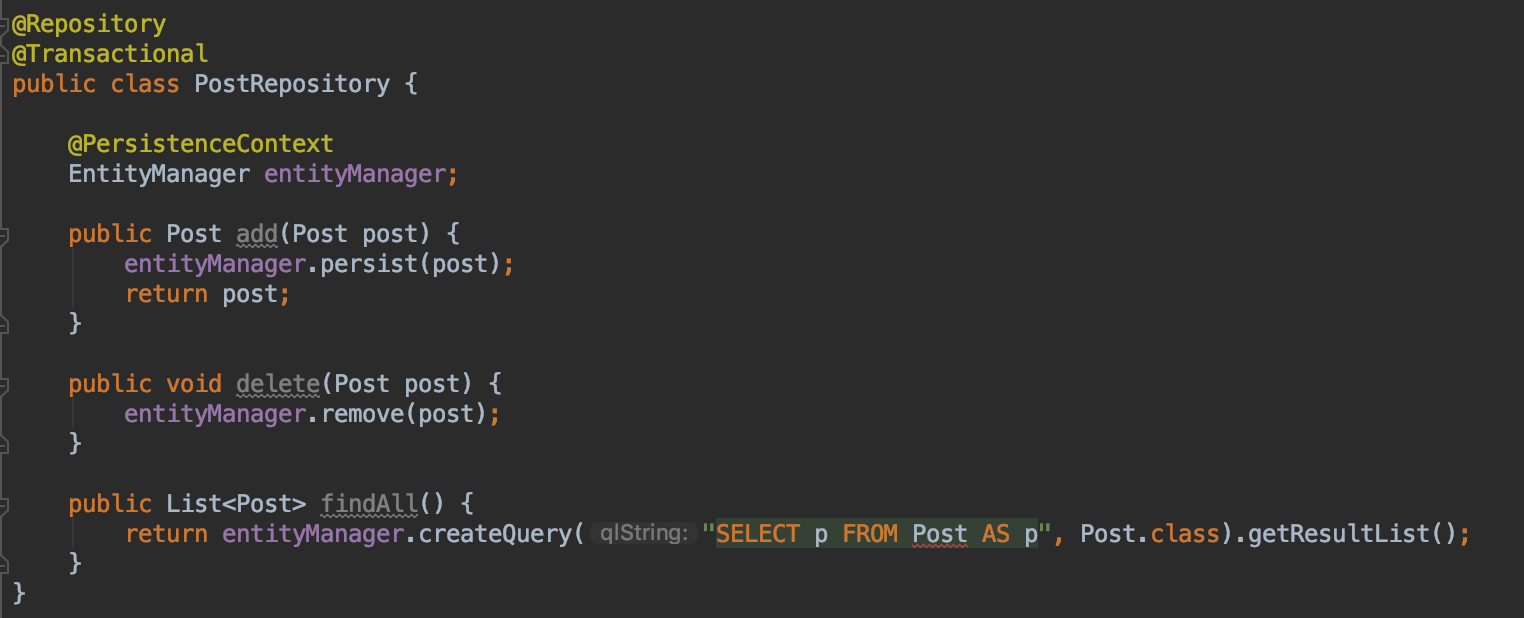 @Repository
@Transactional
public class PostRepository {
@PersistenceContext
EntityManager entityManager;
public Post add(Post post) {
entityManager.persist(post);
return post;
}
public void delete(Post post) {
entityManager.remove(post);
}
public List<Post> findAll() {
return entityManager.createQuery( qlString: "SELECT p FROM Post AS p", Post.class).getResultList();
}
}